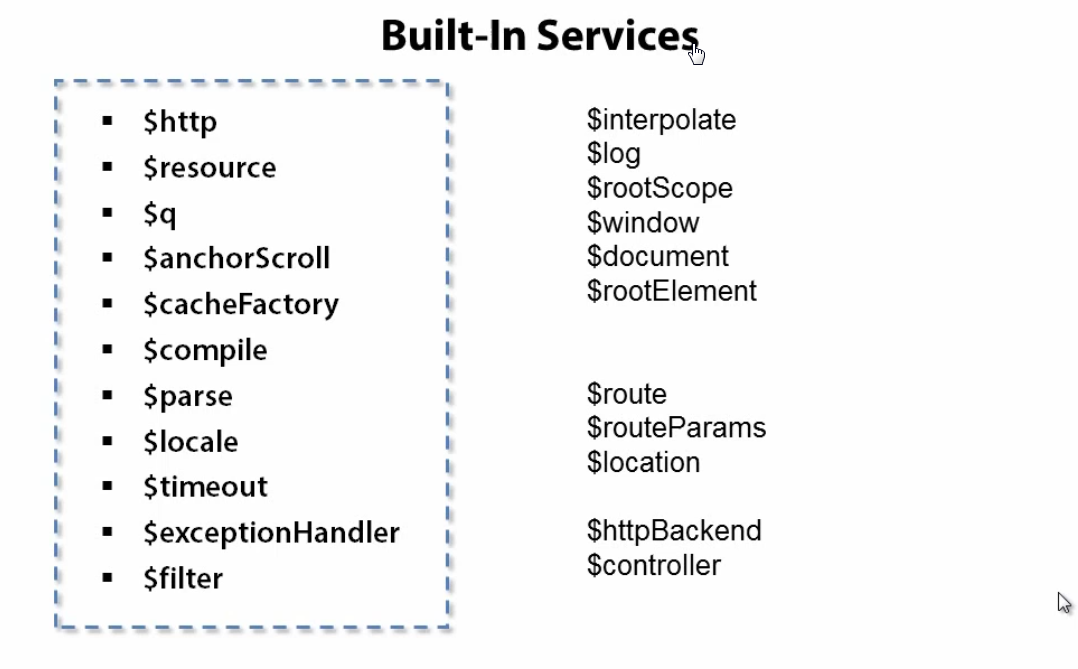 Built-In Services
$http
$resource
$q
$anchorScroll
$cacheFactory
$compile
$parse
$locale
$timeout
$exceptionHandler
$filter
$interpolate
$log
$rootScope
$window
$document
$rootElement
$route
$routeParams
$location
$httpBackend
$controller